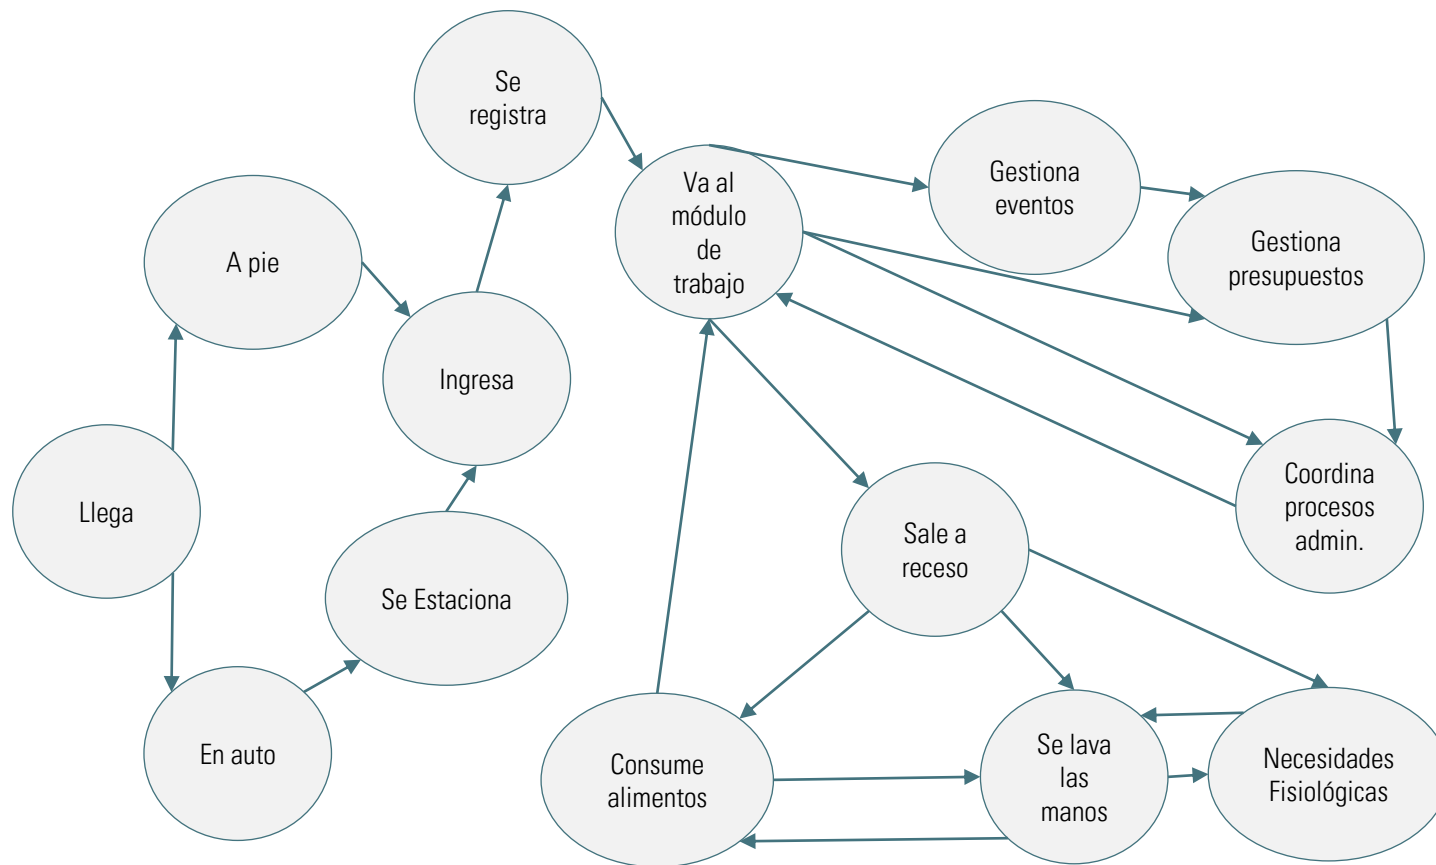 Se
registra
Va al
módulo
de
trabajo
Gestiona
eventos
Gestiona
presupuestos
A pie
Ingresa
Llega
Se Estaciona
En auto
Sale a
receso
Coordina
procesos
admin.
Consume
alimentos
Se lava
las
manos
Necesidades
Fisiológicas